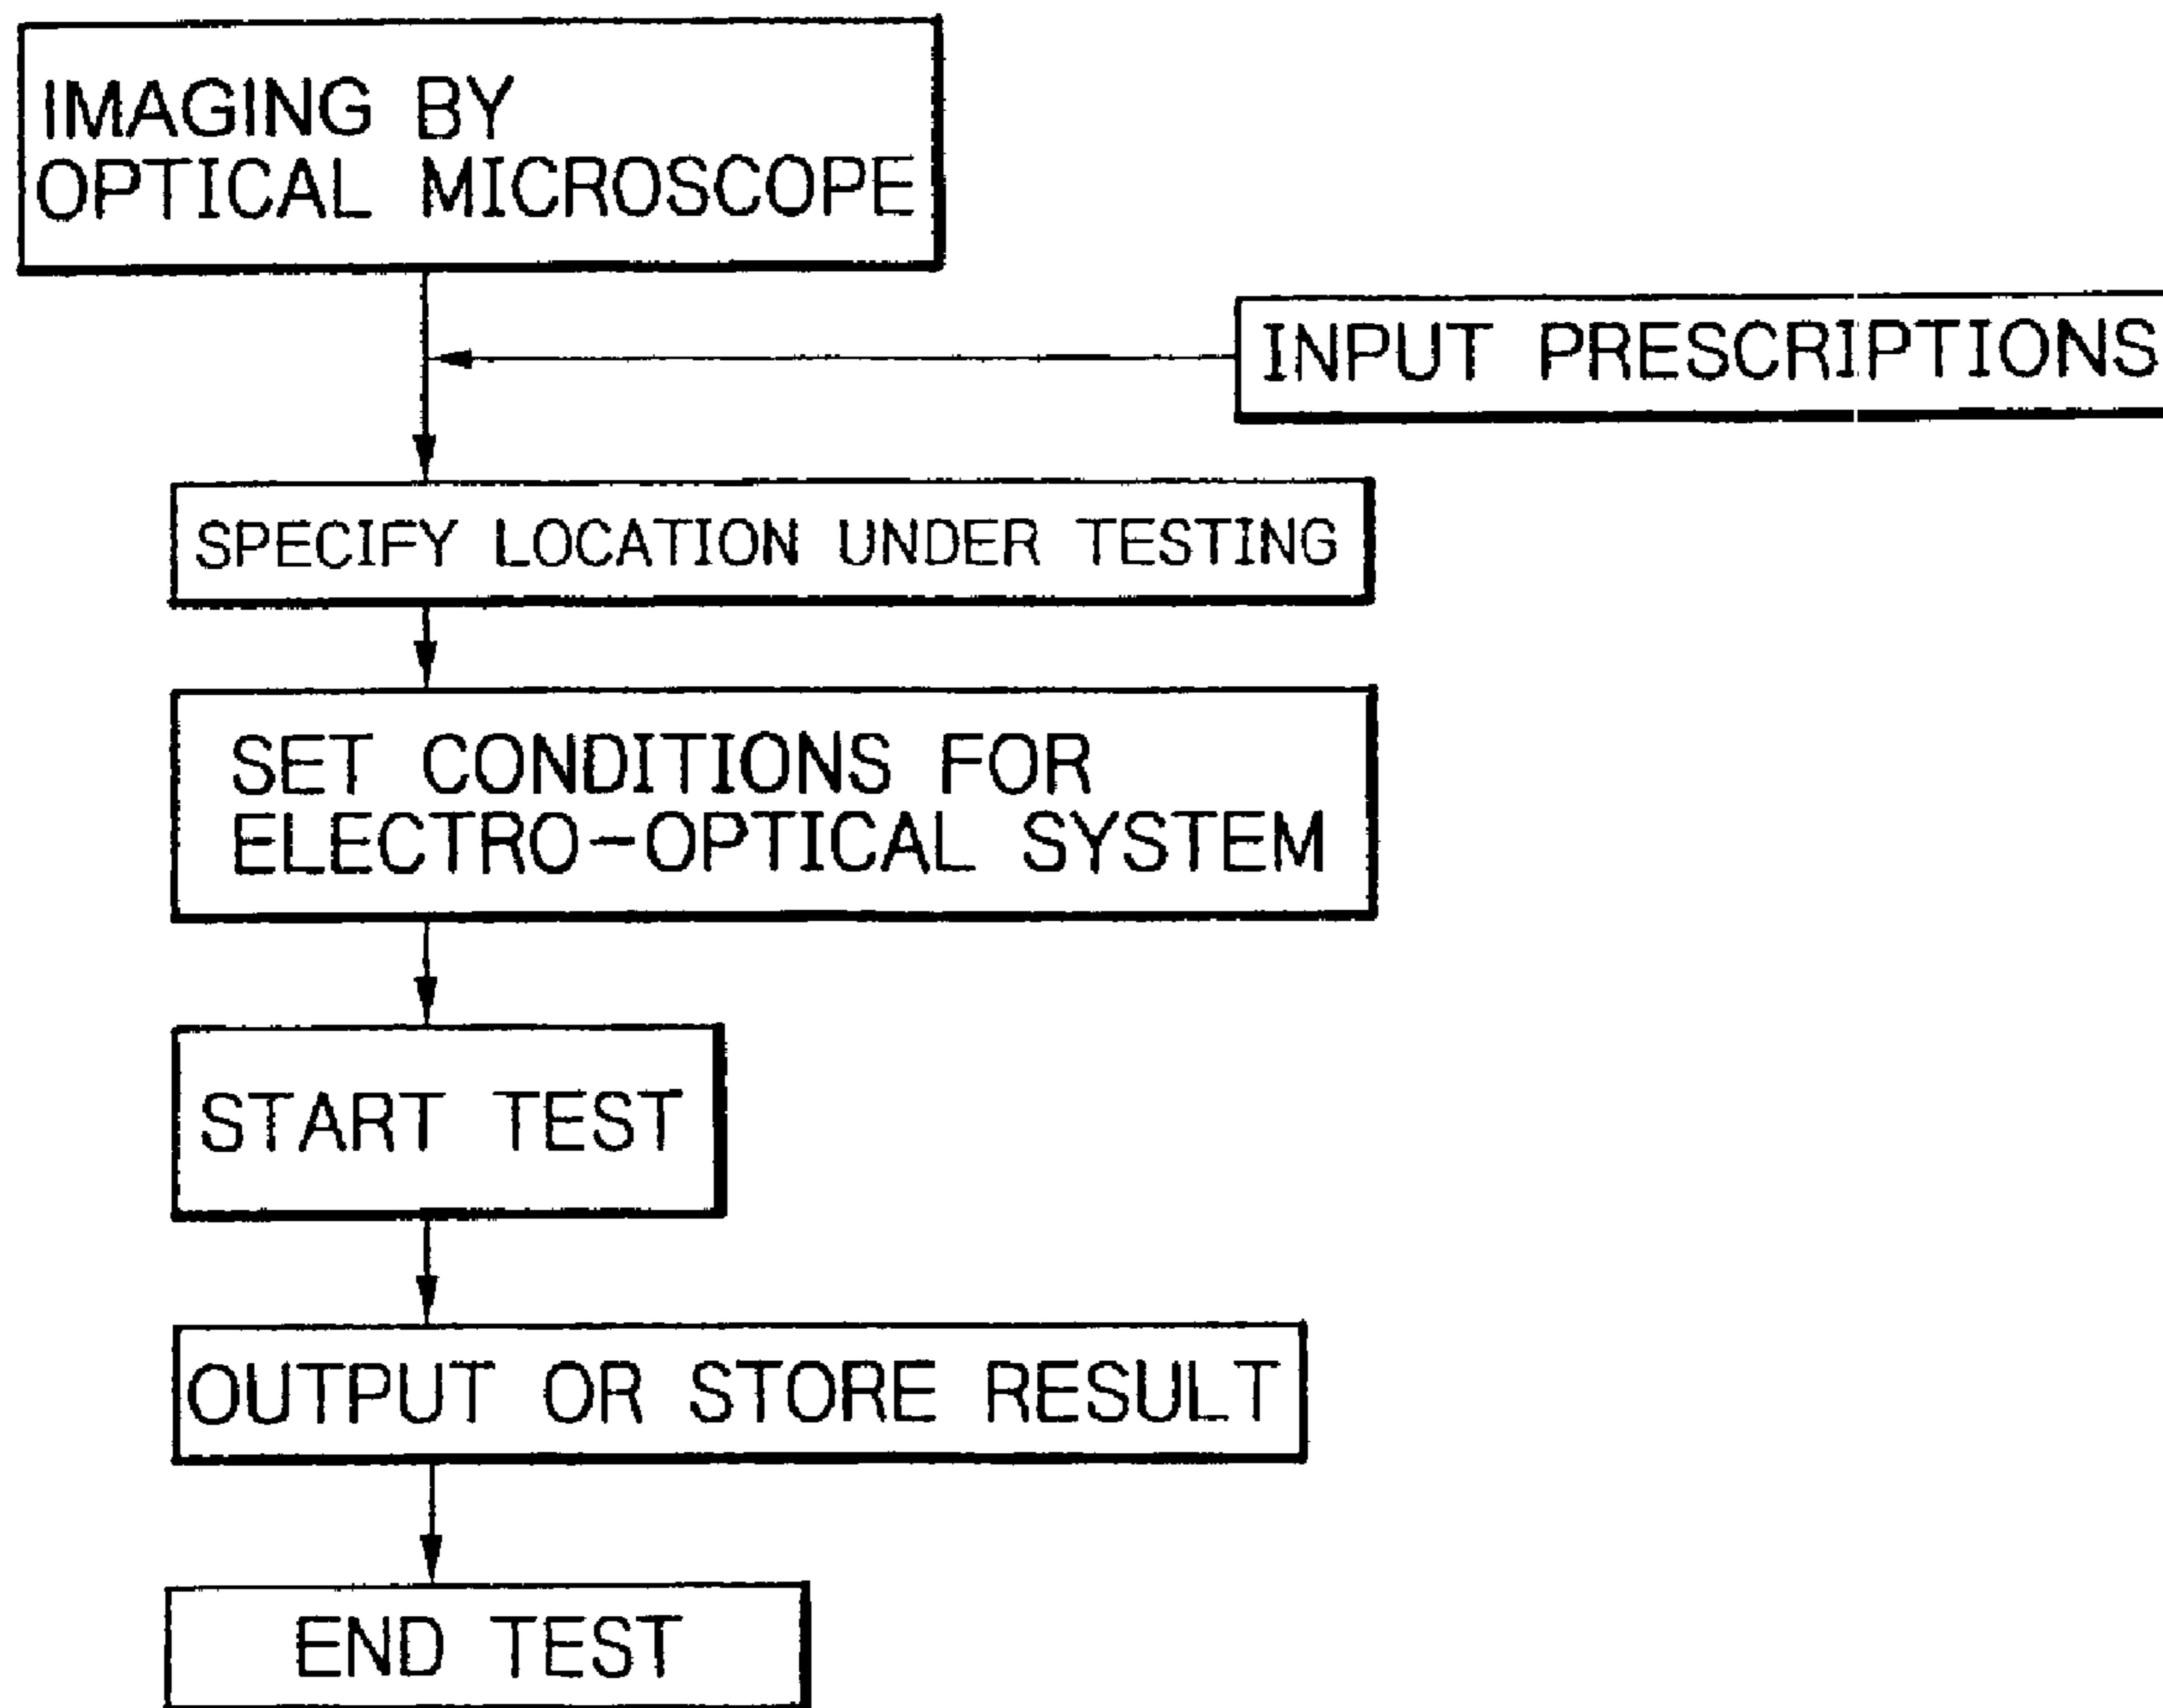 IMAGING BY
OPTICAL MICROSCOPE
INPUT PRESCRIPTIONS
SPECIFY LOCATION UNDER TESTING
SET CONDITIONS FOR
ELECTRO-OPTICAL SYSTEM
START TEST
OUTPUT OR STORE RESULT
END TEST